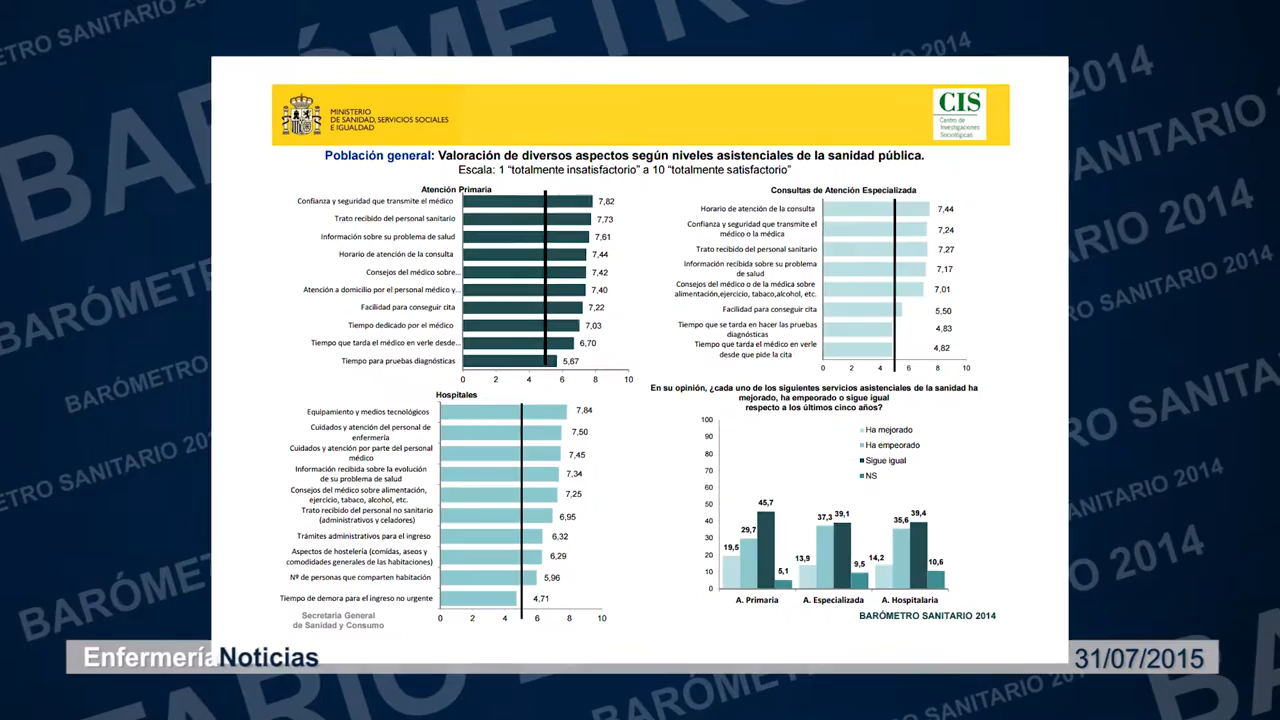 MINISTERIO
DE SANIDAD, SERVICIOS SOCIALES
E IGUALDAD
CIS
Centro de
Investigaciones
Sociológicas
Población general: Valoración de diversos aspectos según niveles asistenciales de la sanidad pública.
Escala: 1 “totalmente insatisfactorio” a 10 “totalmente satisfactorio”
Atención Primaria
Confianza y seguridad que transmite el médico 7,82
Trato recibido del personal sanitario 7,73
Información sobre su problema de salud 7,61
Horario de atención de la consulta 7,44
Consejos del médico sobre... 7,42
Atención a domicilio por el personal médico y... 7,40
Facilidad para conseguir cita 7,22
Tiempo dedicado por el médico 7,03
Tiempo que tarda el médico en verle desde... 6,70
Tiempo para pruebas diagnósticas 5,67
0 2 4 6 8 10
Consultas de Atención Especializada
Horario de atención de la consulta 7,44
Confianza y seguridad que transmite el
médico o la médica 7,24
Trato recibido del personal sanitario 7,27
Información recibida sobre su problema
de salud 7,17
Consejos del médico o de la médica sobre
alimentación,ejercicio, tabaco,alcohol, etc. 7,01
Facilidad para conseguir cita 5,50
Tiempo que se tarda en hacer las pruebas
diagnósticas 4,83
Tiempo que tarda el médico en verle
desde que pide la cita 4,82
0 2 4 6 8 10
Hospitales
Equipamiento y medios tecnológicos 7,84
Cuidados y atención del personal de
enfermería 7,50
Cuidados y atención por parte del personal
médico 7,45
Información recibida sobre la evolución
de su problema de salud 7,34
Consejos del médico sobre alimentación,
ejercicio, tabaco, alcohol, etc. 7,25
Trato recibido del personal no sanitario
(administrativos y celadores) 6,95
Trámites administrativos para el ingreso 6,32
Aspectos de hostelería (comidas, aseos y
comodidades generales de las habitaciones) 6,29
Nº de personas que comparten habitación 5,96
Tiempo de demora para el ingreso no urgente 4,71
0 2 4 6 8 10
Secretaria General
de Sanidad y Consumo
En su opinión, ¿cada uno de los siguientes servicios asistenciales de la sanidad ha
mejorado, ha empeorado o sigue igual
respecto a los últimos cinco años?
100
90
80
70
60
50
40
30
20
10
0
Ha mejorado
Ha empeorado
Sigue igual
NS
19,5 29,7 45,7 5,1
13,9 37,3 39,1 9,5
14,2 35,6 39,4 10,6
A. Primaria A. Especializada A. Hospitalaria
BARÓMETRO SANITARIO 2014
EnfermeríaNoticias
31/07/2015